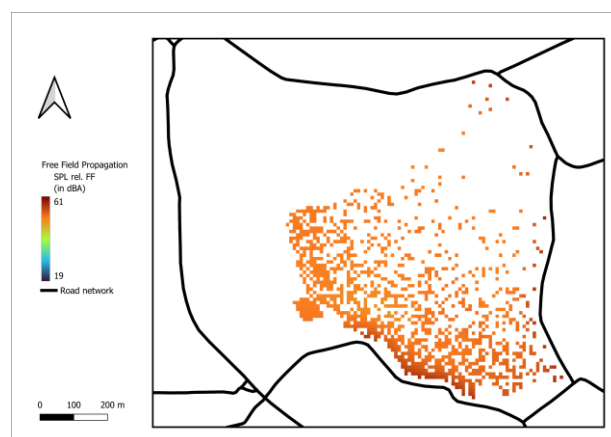 Free Field Propagation
SPL rel. FF
(in dBA)
61
19
Road network
0 100 200 m